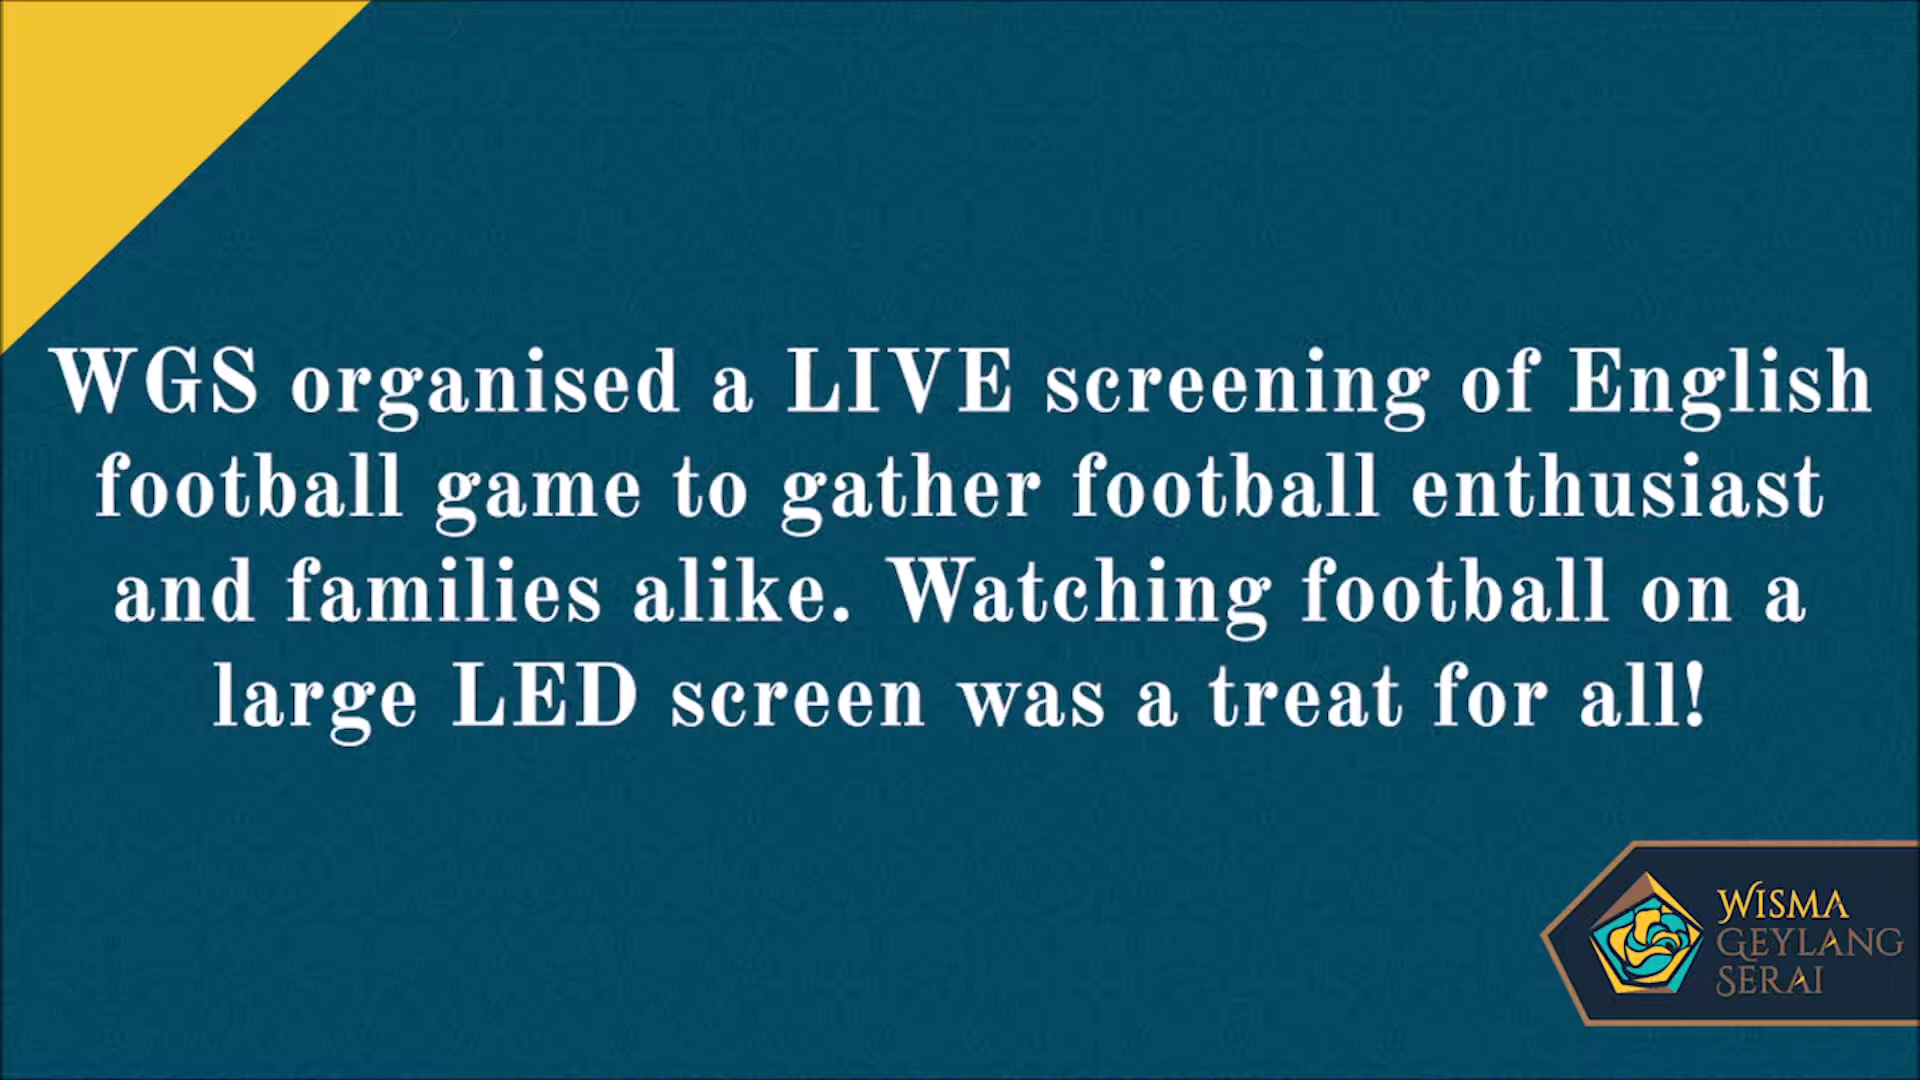 WGS organised a LIVE screening of English
football game to gather football enthusiast
and families alike. Watching football on a
large LED screen was a treat for all!
WISMA
GEYLANG
SERAI